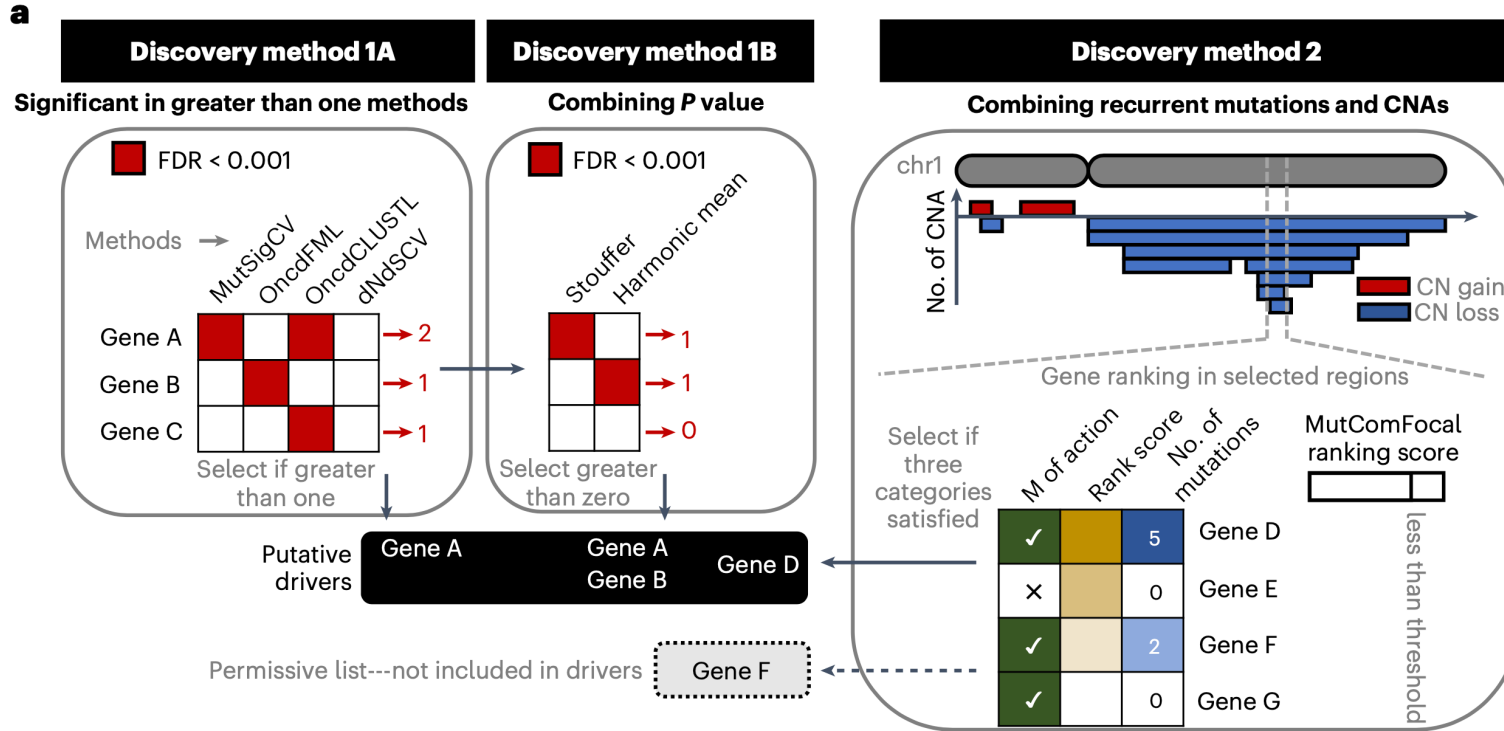 a
Discovery method 1A
Discovery method 1B
Discovery method 2
Significant in greater than one methods
Combining P value
Combining recurrent mutations and CNAs
FDR < 0.001
Methods
MutSigCV
OncdFML
OncdCLUSTL
dNdSCV
Gene A
2
Gene B
1
Gene C
1
Select if greater
than one
FDR < 0.001
Stouffer
Harmonic mean
1
1
0
Select greater
than zero
chr1
No. of CNA
CN gain
CN loss
Gene ranking in selected regions
Select if
three
categories
satisfied
M of action
Rank score
No. of
mutations
MutComFocal
ranking score
less than threshold
✓
5
Gene D
×
0
Gene E
✓
2
Gene F
✓
0
Gene G
Putative
drivers
Gene A
Gene A
Gene B
Gene D
Permissive list---not included in drivers
Gene F